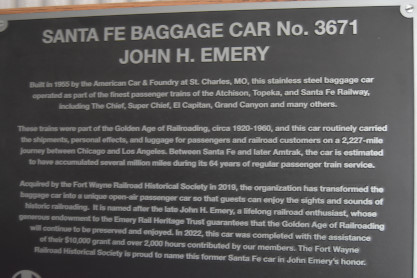 SANTA FE BAGGAGE CAR No. 3671
JOHN H. EMERY
Built in 1955 by the American Car & Foundry at St. Charles, MO, this stainless steel baggage car
operated as part of the finest passenger trains of the Atchison, Topeka, and Santa Fe Railway,
including The Chief, Super Chief, El Capitan, Grand Canyon and many others.
These trains were part of the Golden Age of Railroading, circa 1920-1960, and this car routinely carried
the shipments, personal effects, and luggage for passengers and railroad customers on a 2,227-mile
journey between Chicago and Los Angeles. Between Santa Fe and later Amtrak, the car is estimated
to have accumulated several million miles during its 64 years of regular passenger train service.
Acquired by the Fort Wayne Railroad Historical Society in 2019, the organization has transformed the
baggage car into a unique open-air passenger car so that guests can enjoy the sights and sounds of
historic railroading. It is named after the late John H. Emery, a lifelong railroad enthusiast, whose
generous endowment to the Emery Rail Heritage Trust guarantees that the Golden Age of Railroading
will continue to be preserved and enjoyed. In 2022, this car was completed with the assistance
of their $10,000 grant and over 2,000 hours contributed by our members. The Fort Wayne
Railroad Historical Society is proud to name this former Santa Fe car in John Emery's honor.